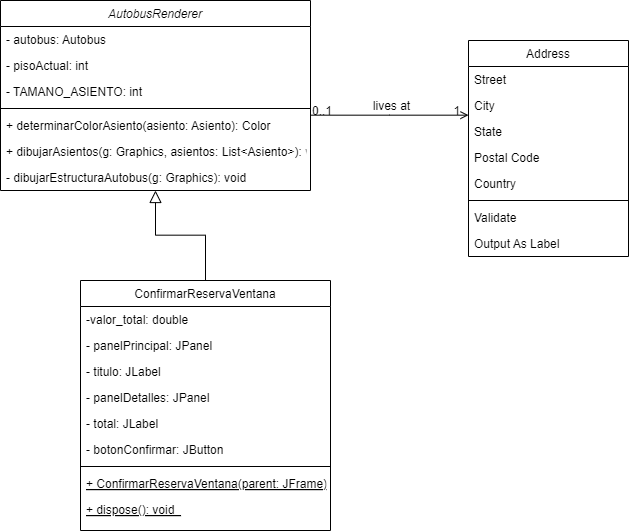 AutobusRenderer
- autobus: Autobus
- pisoActual: int
- TAMANO_ASIENTO: int
+ determinarColorAsiento(asiento: Asiento): Color
+ dibujarAsientos(g: Graphics, asientos: List<Asiento>):
- dibujarEstructuraAutobus(g: Graphics): void
0..1
lives at
1
Address
Street
City
State
Postal Code
Country
Validate
Output As Label
ConfirmarReservaVentana
-valor_total: double
- panelPrincipal: JPanel
- titulo: JLabel
- panelDetalles: JPanel
- total: JLabel
- botonConfirmar: JButton
+ ConfirmarReservaVentana(parent: JFrame)
+ dispose(): void